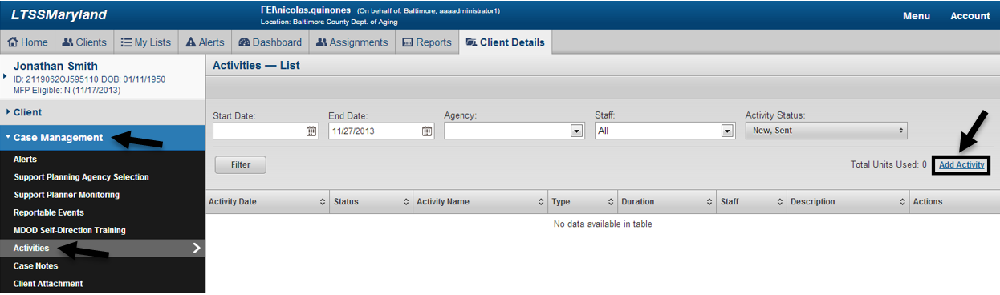 LTSSMaryland
FEI\nicolas.quinones (On behalf of: Baltimore, aaaadministrator1)
Location: Baltimore County Dept. of Aging
Menu Account
Home Clients My Lists Alerts Dashboard Assignments Reports Client Details
Jonathan Smith
ID: 2119062OJ595110 DOB: 01/11/1950
MFP Eligible: N (11/17/2013)
Client
Case Management
Alerts
Support Planning Agency Selection
Support Planner Monitoring
Reportable Events
MDOD Self-Direction Training
Activities
Case Notes
Client Attachment
Activities — List
Start Date: End Date: Agency: Staff: Activity Status:
11/27/2013 All New, Sent
Filter Total Units Used: 0 Add Activity
Activity Date Status Activity Name Type Duration Staff Description Actions
No data available in table